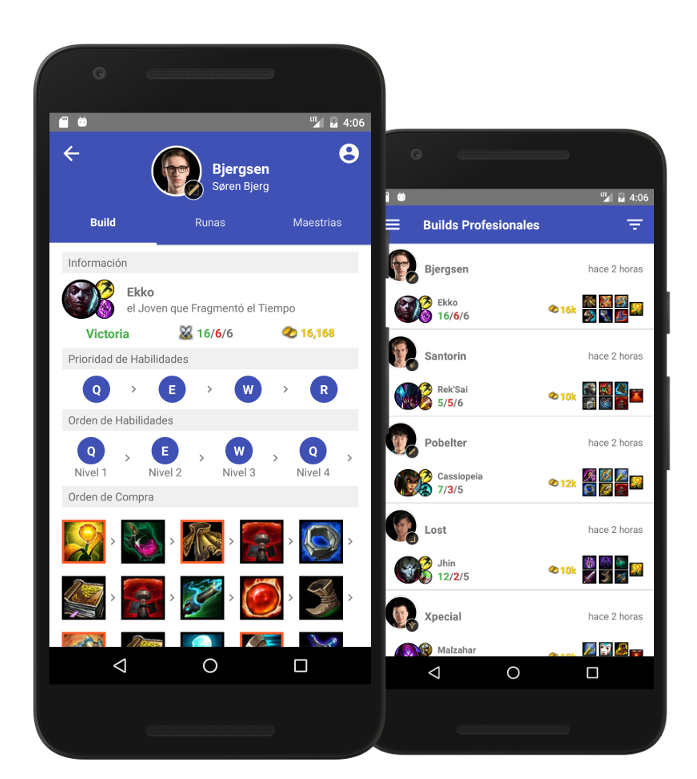 LTE 4:06
Bjergsen
Søren Bjerg
Build Runas Maestrias
Información
Ekko
el Joven que Fragmentó el Tiempo
Victoria 16/6/6 16,168
Prioridad de Habilidades
Q > E > W > R
Orden de Habilidades
Q > E > W > Q >
Nivel 1 Nivel 2 Nivel 3 Nivel 4
Orden de Compra
LTE 4:06
Builds Profesionales
Bjergsen hace 2 horas
Ekko
16/6/6 16k
Santorin hace 2 horas
Rek'Sai
5/5/6 10k
Pobelter hace 2 horas
Cassiopeia
7/3/5 12k
Lost hace 2 horas
Jhin
12/2/5 10k
Xpecial hace 2 horas
Malzahar